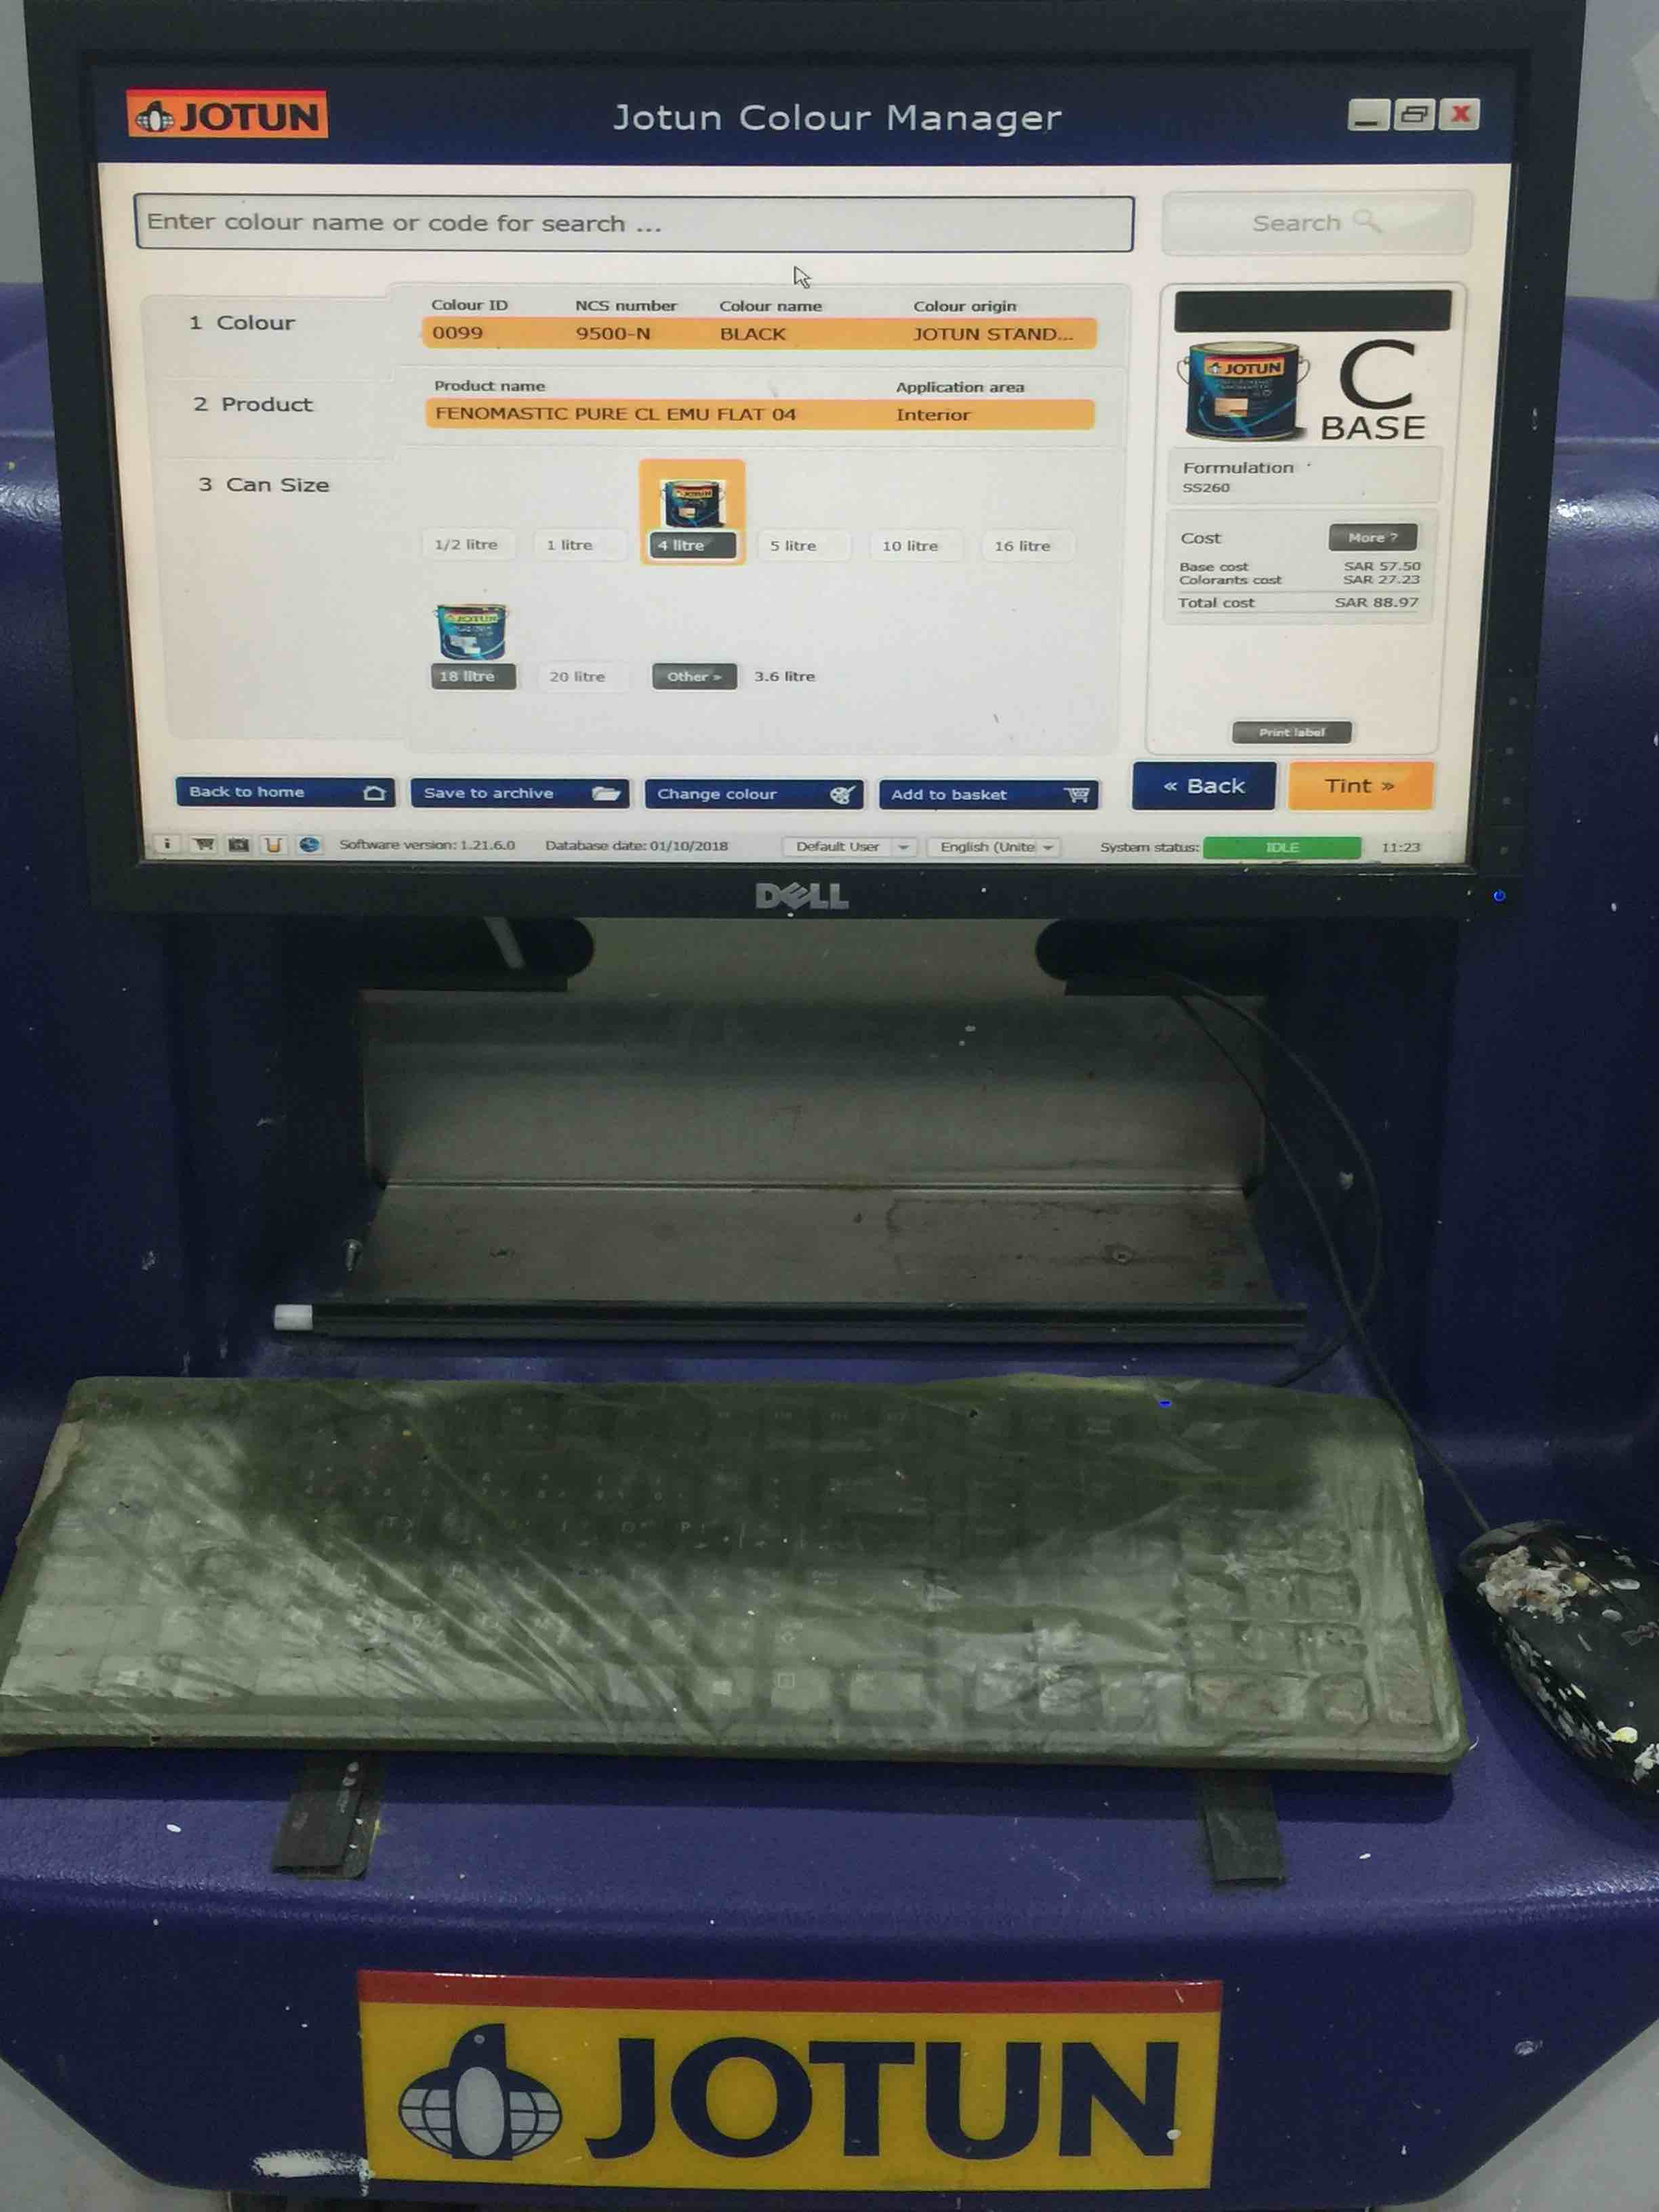 JOTUN
Jotun Colour Manager
Enter colour name or code for search ...
Search
1 Colour
Colour ID NCS number Colour name Colour origin
0099 9500-N BLACK JOTUN STAND...
2 Product
Product name Application area
FENOMASTIC PURE CL EMU FLAT 04 Interior
3 Can Size
1/2 litre 1 litre 4 litre 5 litre 10 litre 16 litre
18 litre 20 litre Other » 3.6 litre
JOTUN
C
BASE
Formulation
SS260
Cost More ?
Base cost SAR 57.50
Colorants cost SAR 27.23
Total cost SAR 88.97
Print label
Back to home Save to archive Change colour Add to basket « Back Tint »
Software version: 1.21.6.0 Database date: 01/10/2018 Default User English (Unite System status: IDLE 11:23
DELL
JOTUN